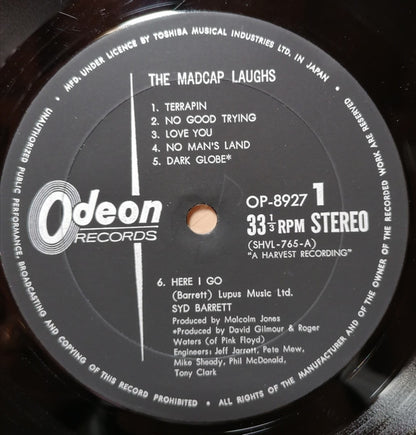 MFD. UNDER LICENCE BY TOSHIBA MUSICAL INDUSTRIES LTD. IN JAPAN •
ALL RIGHTS OF THE MANUFACTURER AND OF THE OWNER OF THE RECORDED WORK ARE RESERVED
UNAUTHORIZED PUBLIC PERFORMANCE, BROADCASTING AND COPYING OF THIS RECORD PROHIBITED •
THE MADCAP LAUGHS
1. TERRAPIN
2. NO GOOD TRYING
3. LOVE YOU
4. NO MAN'S LAND
5. DARK GLOBE*
Odeon
RECORDS
OP-8927 1
33 1/3 RPM STEREO
(SHVL-765-A)
"A HARVEST RECORDING"
6. HERE I GO
(Barrett) Lupus Music Ltd.
SYD BARRETT
Produced by Malcolm Jones
*Produced by David Gilmour & Roger
Waters (of Pink Floyd)
Engineers: Jeff Jarratt, Pete Mew,
Mike Sheady, Phil McDonald,
Tony Clark